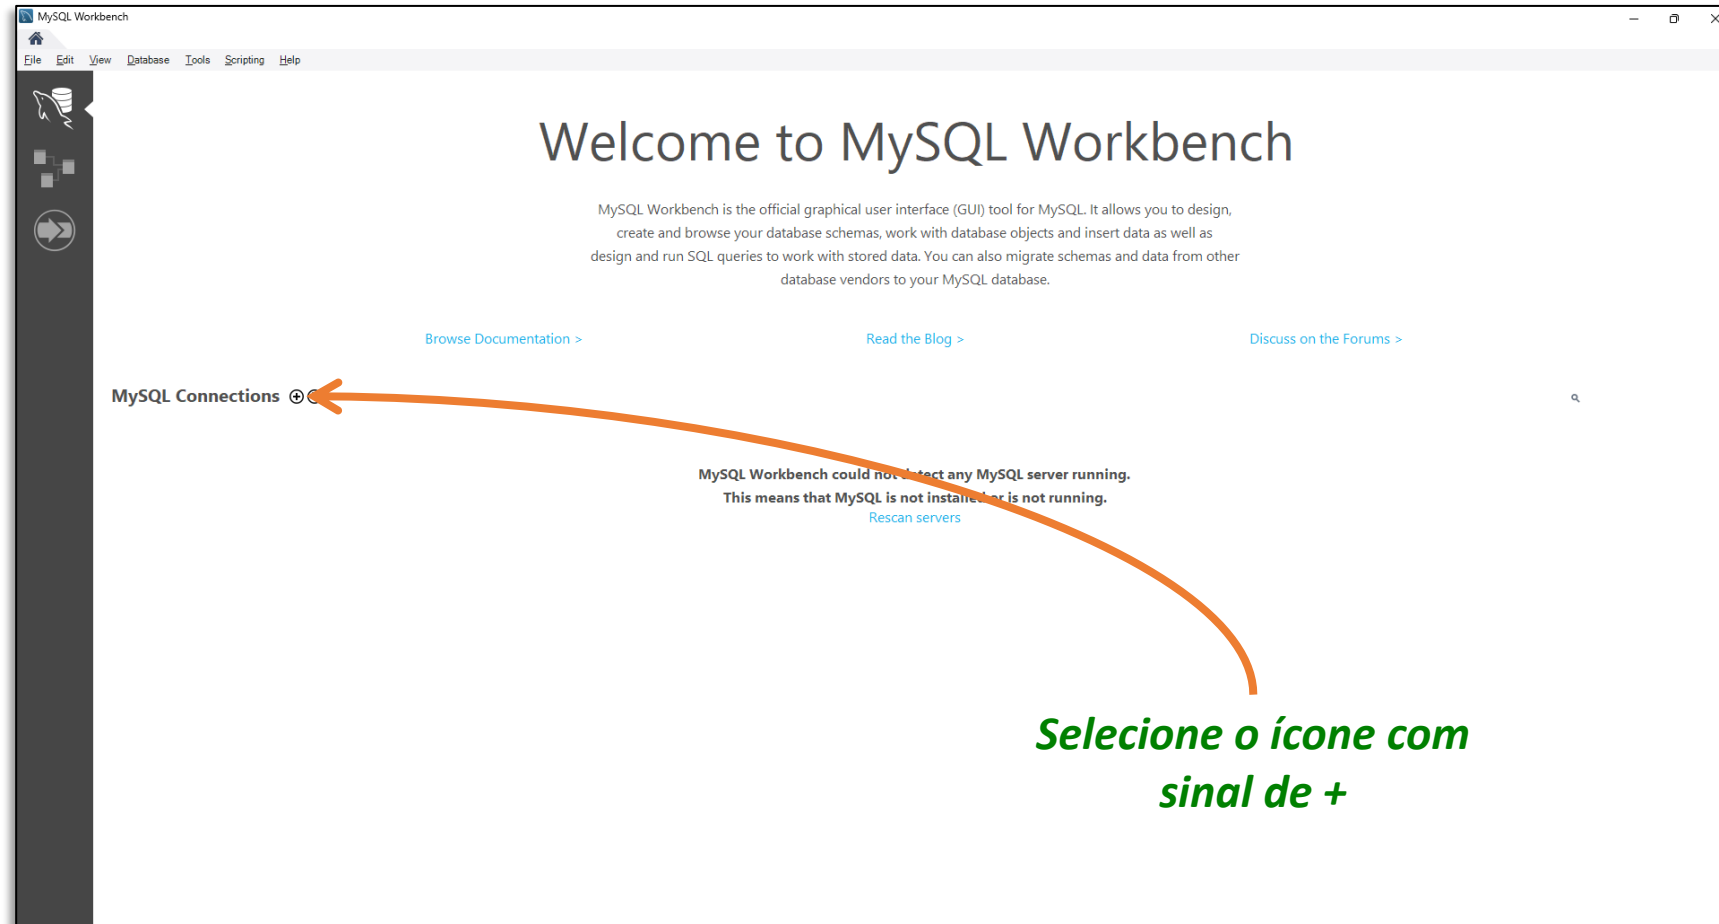 MySQL Workbench
File Edit View Database Tools Scripting Help
Welcome to MySQL Workbench
MySQL Workbench is the official graphical user interface (GUI) tool for MySQL. It allows you to design,
create and browse your database schemas, work with database objects and insert data as well as
design and run SQL queries to work with stored data. You can also migrate schemas and data from other
database vendors to your MySQL database.
Browse Documentation > Read the Blog > Discuss on the Forums >
MySQL Connections
MySQL Workbench could not detect any MySQL server running.
This means that MySQL is not installed or is not running.
Rescan servers
Selecione o ícone com
sinal de +